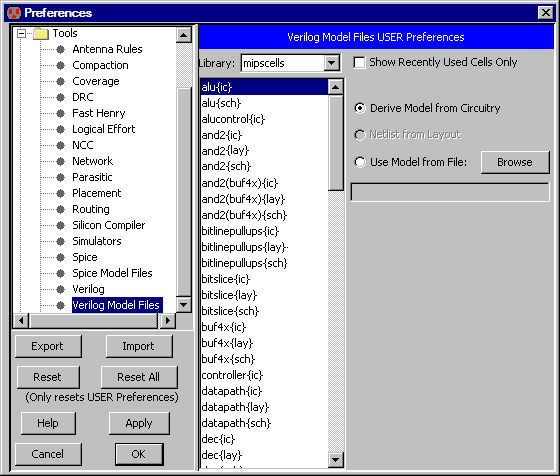 Preferences
Tools
Antenna Rules
Compaction
Coverage
DRC
Fast Henry
Logical Effort
NCC
Network
Parasitic
Placement
Routing
Silicon Compiler
Simulators
Spice
Spice Model Files
Verilog
Verilog Model Files
Export
Import
Reset
Reset All
(Only resets USER Preferences)
Help
Apply
Cancel
OK
Verilog Model Files USER Preferences
Library:
mipscells
Show Recently Used Cells Only
alu{ic}
alu{sch}
alucontrol{ic}
and2{ic}
and2{lay}
and2{sch}
and2(buf4x){ic}
and2(buf4x){lay}
and2(buf4x){sch}
bitlinepullups{ic}
bitlinepullups{lay}
bitlinepullups{sch}
bitslice{ic}
bitslice{lay}
bitslice{sch}
buf4x{ic}
buf4x{lay}
buf4x{sch}
controller{ic}
datapath{ic}
datapath{lay}
datapath{sch}
dec{ic}
dec{lay}
Derive Model from Circuitry
Netlist from Layout
Use Model from File:
Browse